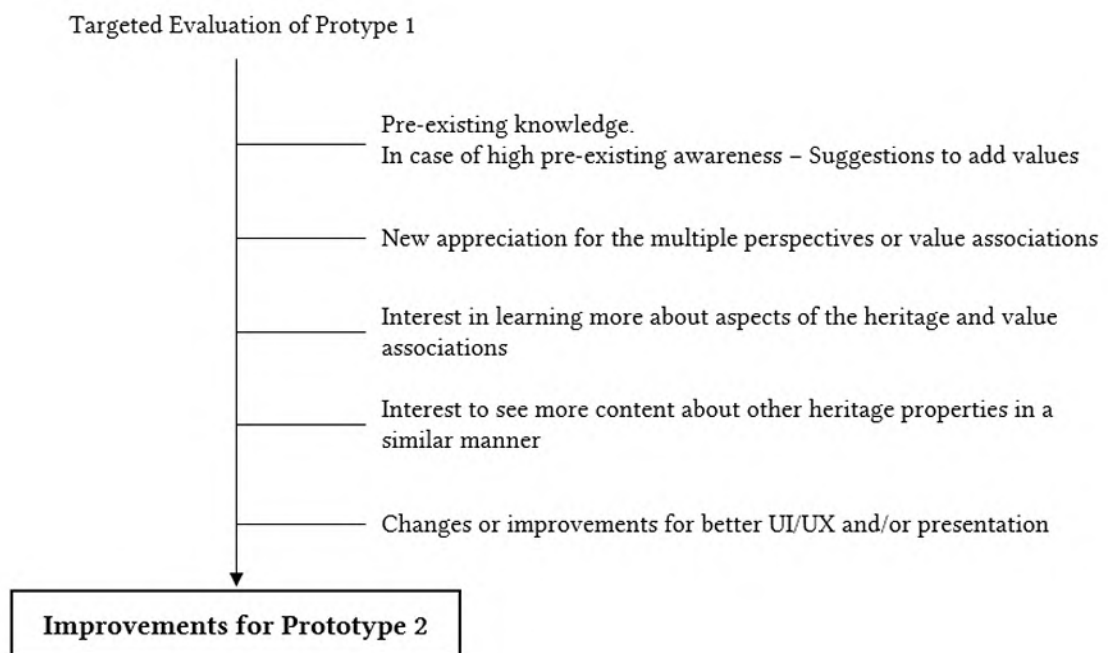 Targeted Evaluation of Protype 1
Pre-existing knowledge.
In case of high pre-existing awareness – Suggestions to add values
New appreciation for the multiple perspectives or value associations
Interest in learning more about aspects of the heritage and value
associations
Interest to see more content about other heritage properties in a
similar manner
Changes or improvements for better UI/UX and/or presentation
Improvements for Prototype 2